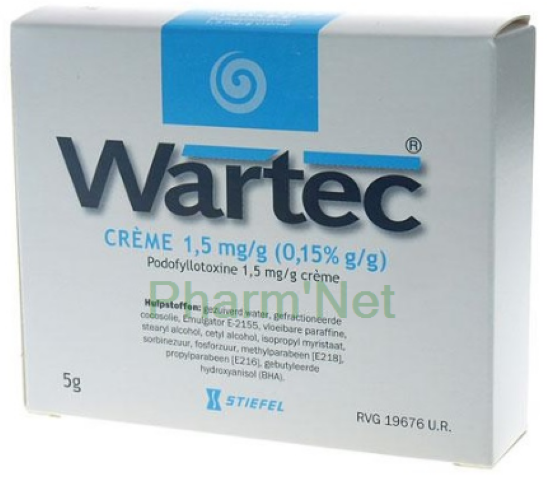 Wartec®
CRÈME 1,5 mg/g (0,15% g/g)
Podofyllotoxine 1,5 mg/g crème
Pharm'Net
Hulpstoffen: gezuiverd water, gefractioneerde
cocosolie, Emulgator E-2155, vloeibare paraffine,
stearyl alcohol, cetyl alcohol, isopropyl myristaat,
sorbinezuur, fosforzuur, methylparabeen [E218],
propylparabeen [E216], gebutyleerde
hydroxyanisol (BHA).
5g
STIEFEL
RVG 19676 U.R.